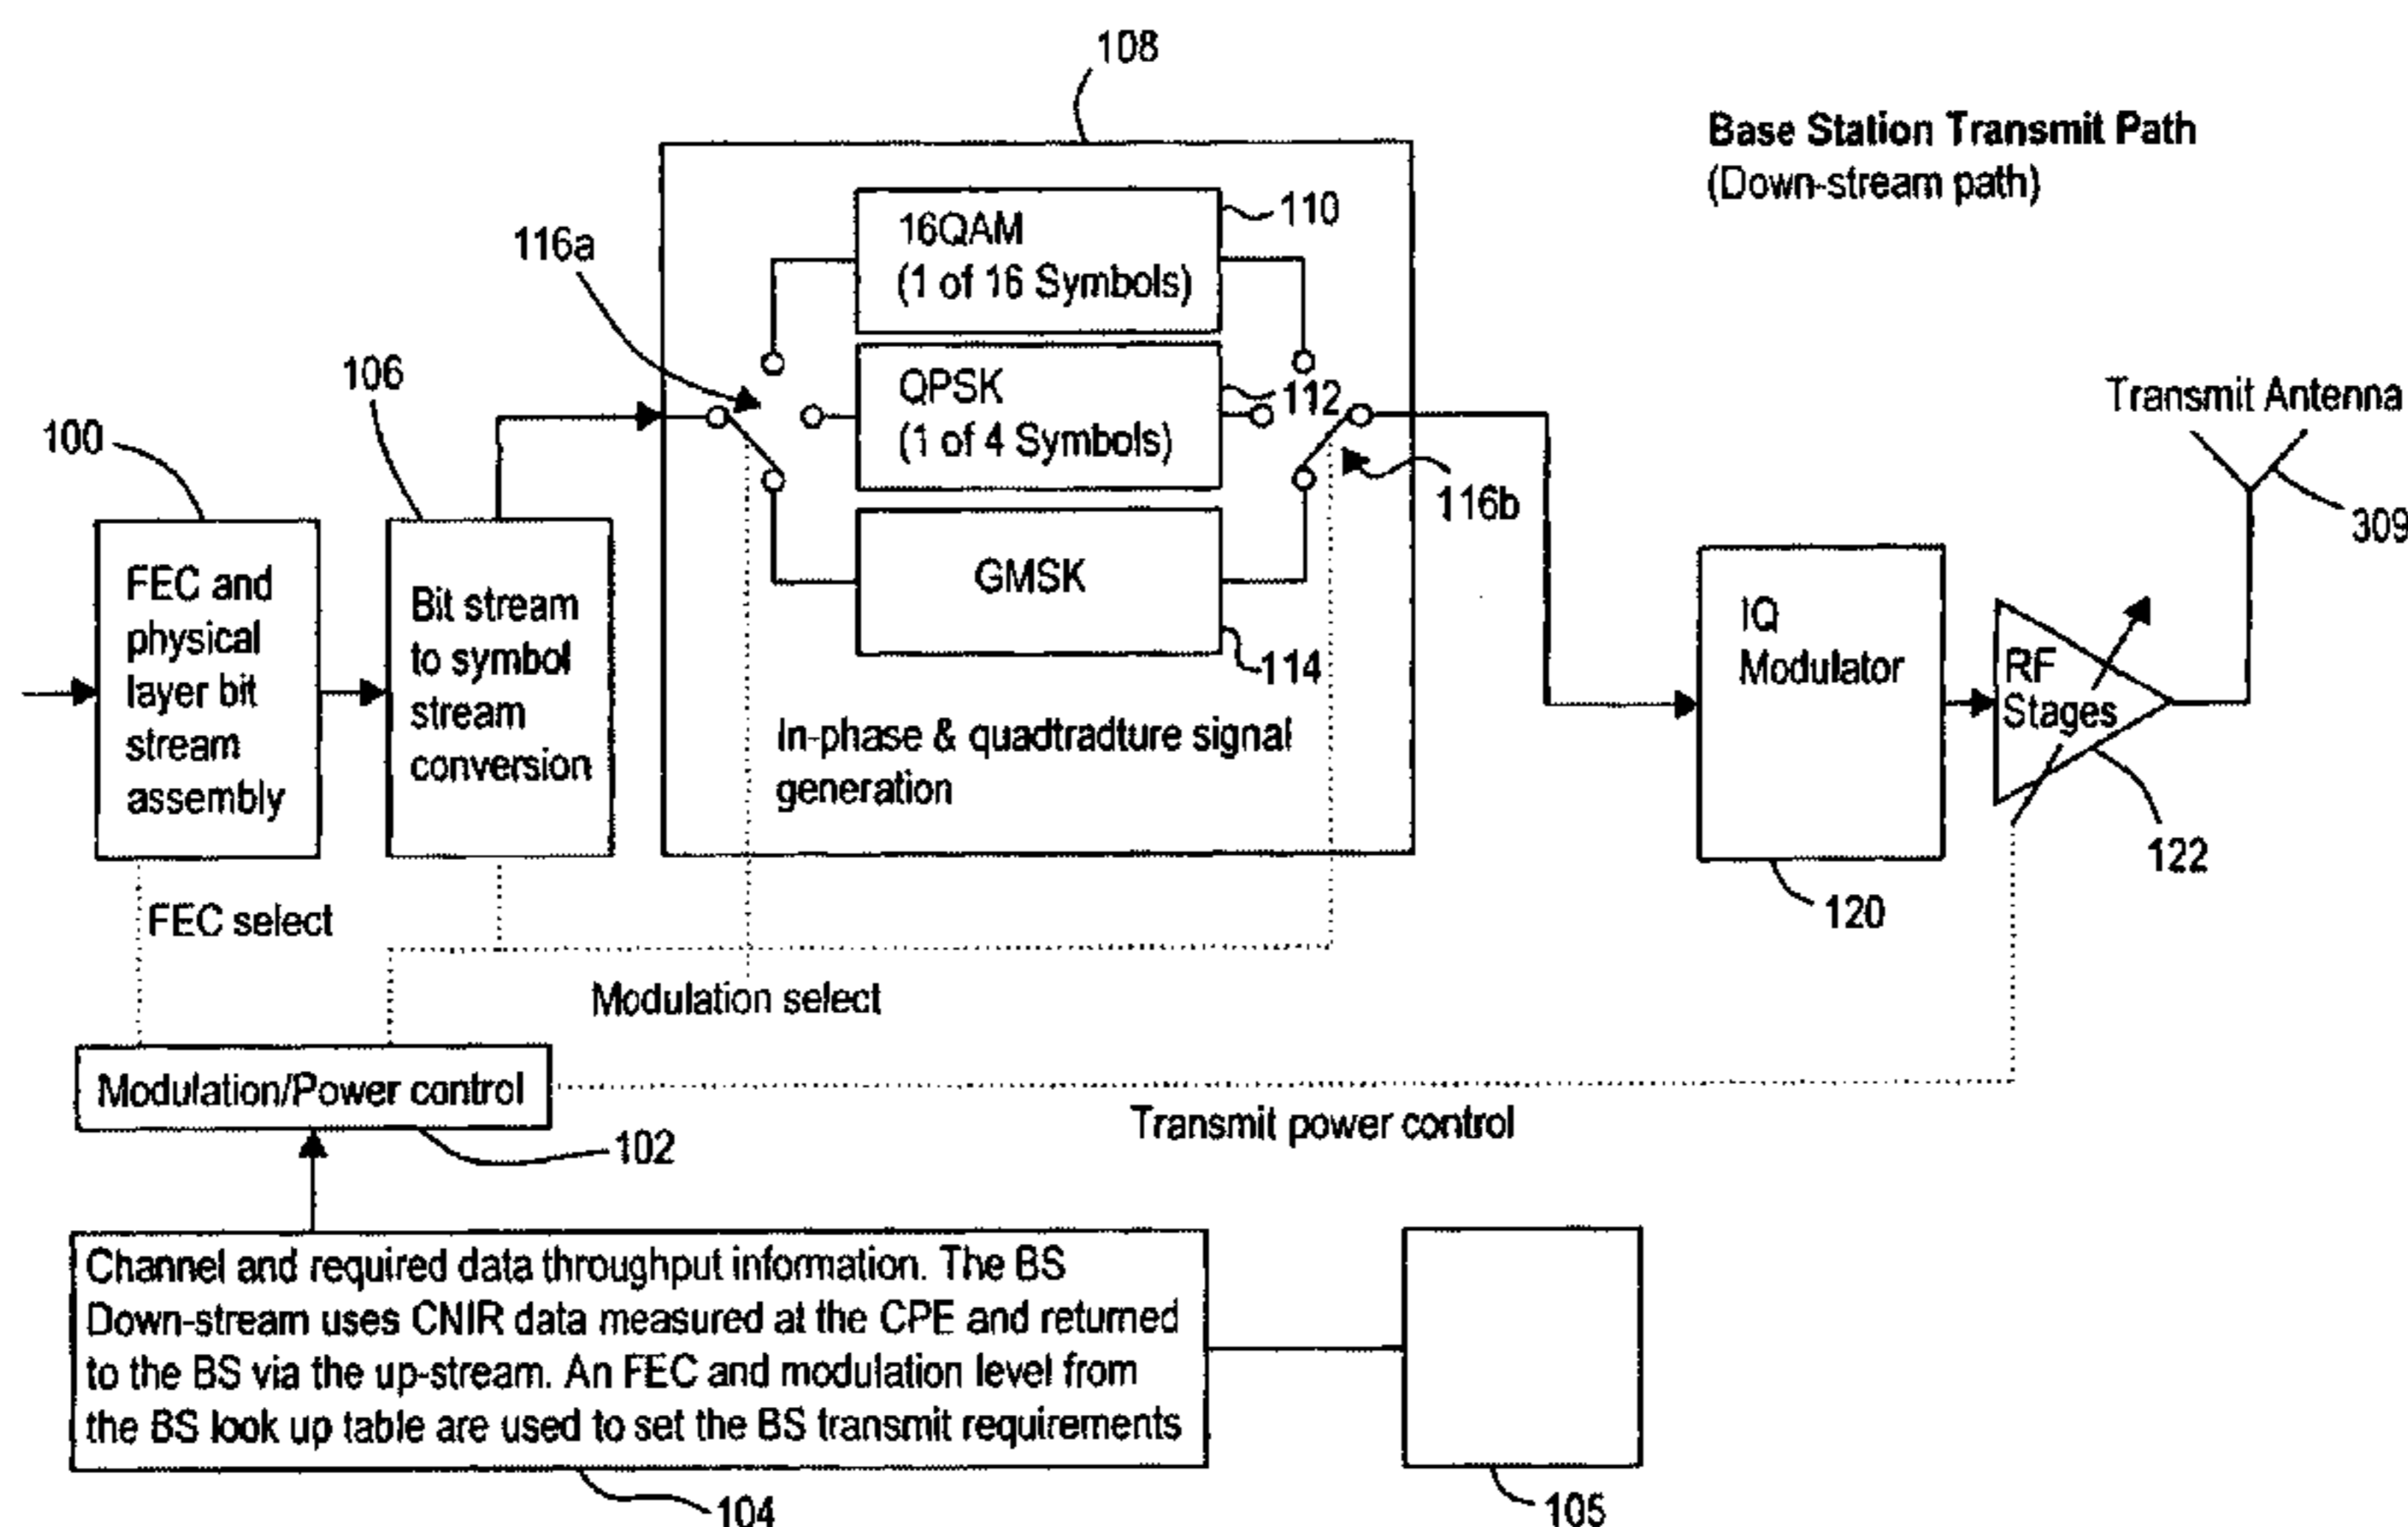 108
Base Station Transmit Path
(Down-stream path)
110
16QAM
(1 of 16 Symbols)
116a
106
QPSK
(1 of 4 Symbols)
112
Transmit Antenna
100
116b
309
FEC and
physical
layer bit
stream
assembly
Bit stream
to symbol
stream
conversion
GMSK
114
In-phase & quadtradture signal
generation
IQ
Modulator
RF
Stages
122
120
FEC select
Modulation select
Modulation/Power control
Transmit power control
102
Channel and required data throughput information. The BS
Down-stream uses CNIR data measured at the CPE and returned
to the BS via the up-stream. An FEC and modulation level from
the BS look up table are used to set the BS transmit requirements
104
105